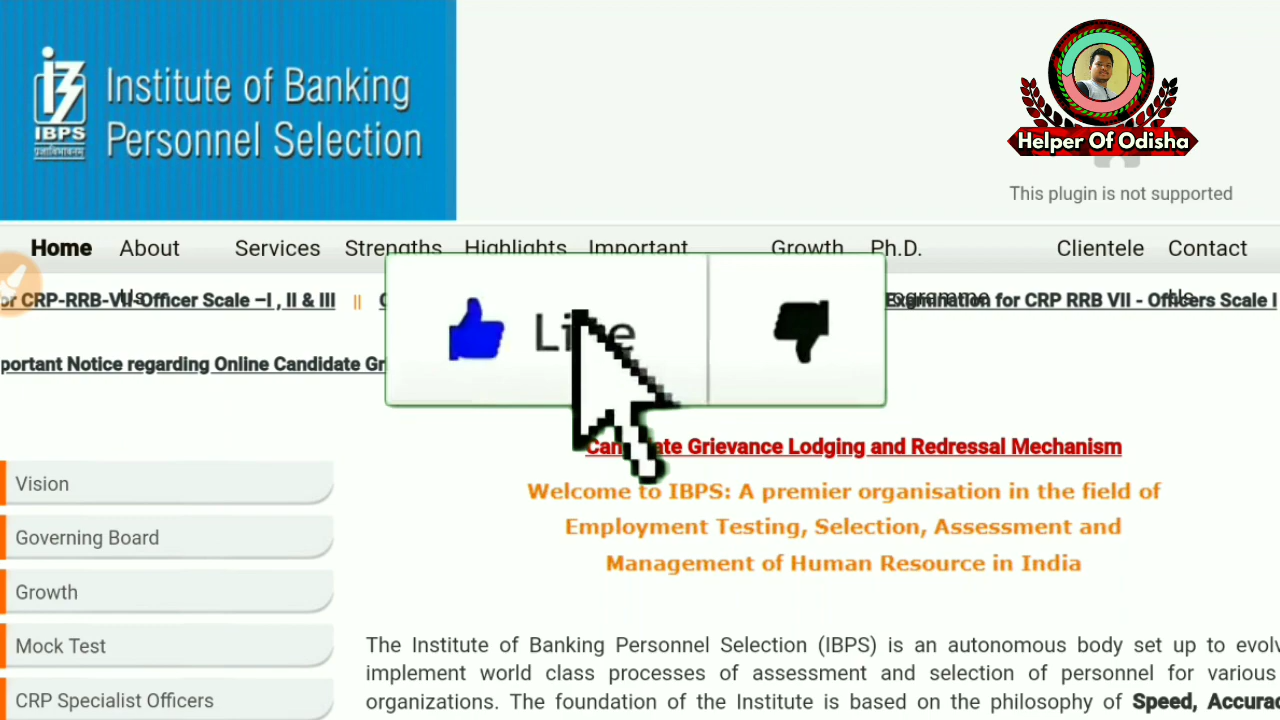 Institute of Banking
Personnel Selection
IBPS
Helper Of Odisha
This plugin is not supported
Home About Us Services Strengths Highlights Important Growth Ph.D. Clientele Contact Us
or CRP-RRB-VII-Officer Scale –I , II & III || Examination for CRP RRB VII - Officers Scale I
portant Notice regarding Online Candidate Gr
Like
Candidate Grievance Lodging and Redressal Mechanism
Welcome to IBPS: A premier organisation in the field of
Employment Testing, Selection, Assessment and
Management of Human Resource in India
Vision
Governing Board
Growth
Mock Test
CRP Specialist Officers
The Institute of Banking Personnel Selection (IBPS) is an autonomous body set up to evolv
implement world class processes of assessment and selection of personnel for various
organizations. The foundation of the Institute is based on the philosophy of Speed, Accurac